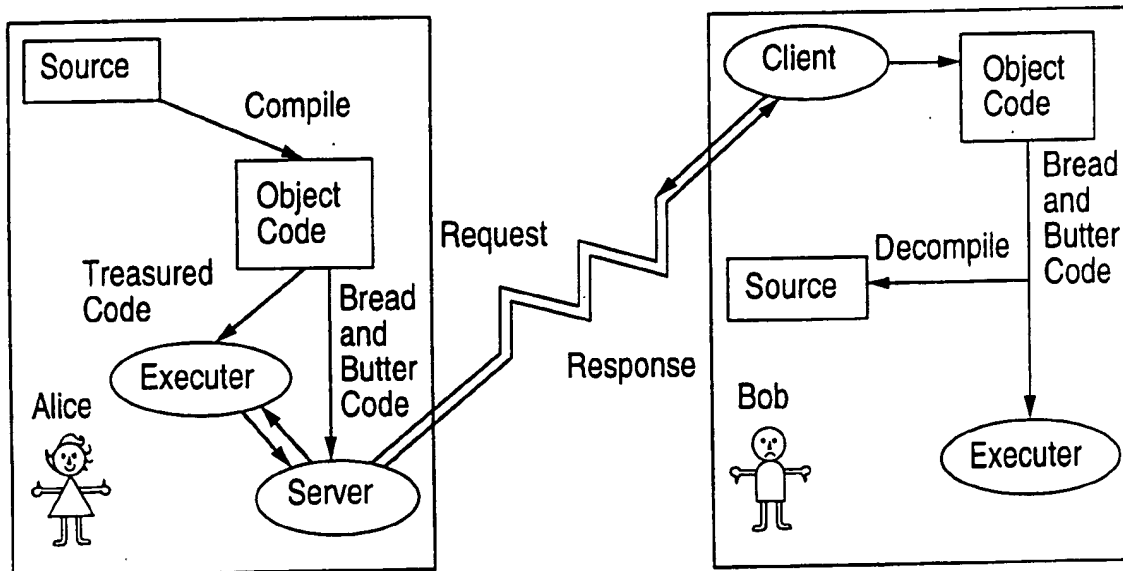 Source
Compile
Object
Code
Treasured
Code
Bread
and
Butter
Code
Executer
Alice
Server
Request
Response
Client
Object
Code
Bread
and
Butter
Code
Decompile
Source
Bob
Executer